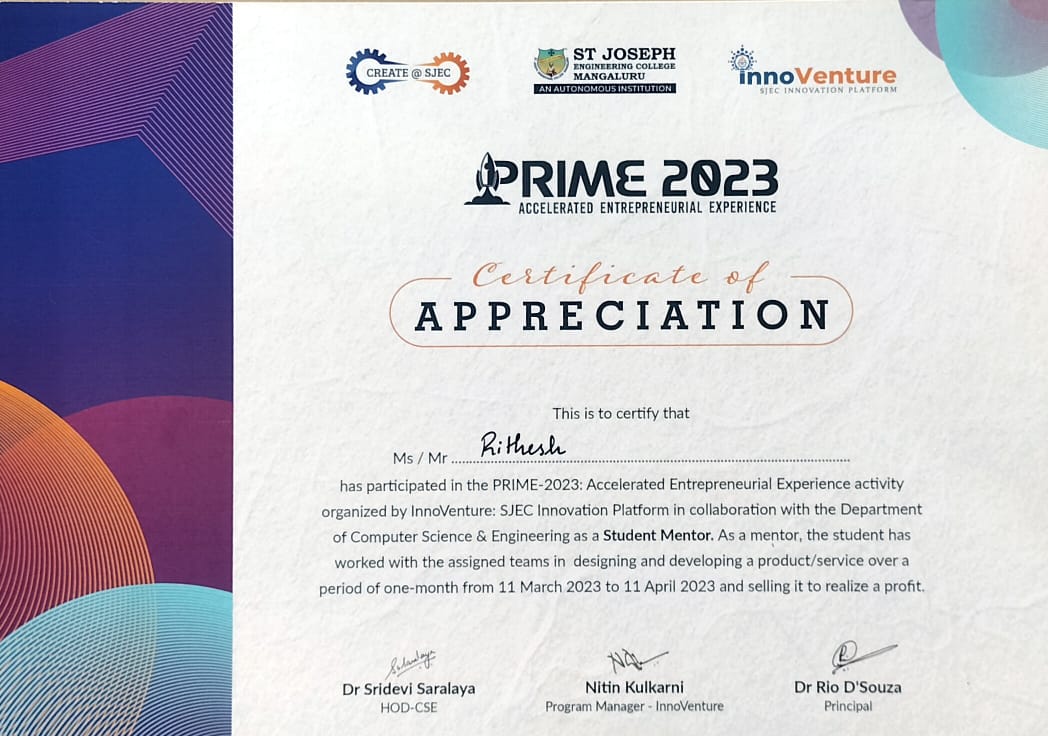 CREATE @ SJEC
ST JOSEPH
ENGINEERING COLLEGE
MANGALURU
AN AUTONOMOUS INSTITUTION
innoVenture
SJEC INNOVATION PLATFORM
PRIME 2023
ACCELERATED ENTREPRENEURIAL EXPERIENCE
Certificate of
APPRECIATION
This is to certify that
Ms / Mr Rithesh
has participated in the PRIME-2023: Accelerated Entrepreneurial Experience activity
organized by InnoVenture: SJEC Innovation Platform in collaboration with the Department
of Computer Science & Engineering as a Student Mentor. As a mentor, the student has
worked with the assigned teams in designing and developing a product/service over a
period of one-month from 11 March 2023 to 11 April 2023 and selling it to realize a profit.
Dr Sridevi Saralaya
HOD-CSE
Nitin Kulkarni
Program Manager - InnoVenture
Dr Rio D'Souza
Principal